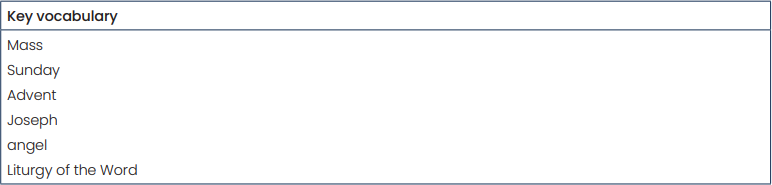 Key vocabulary
Mass
Sunday
Advent
Joseph
angel
Liturgy of the Word